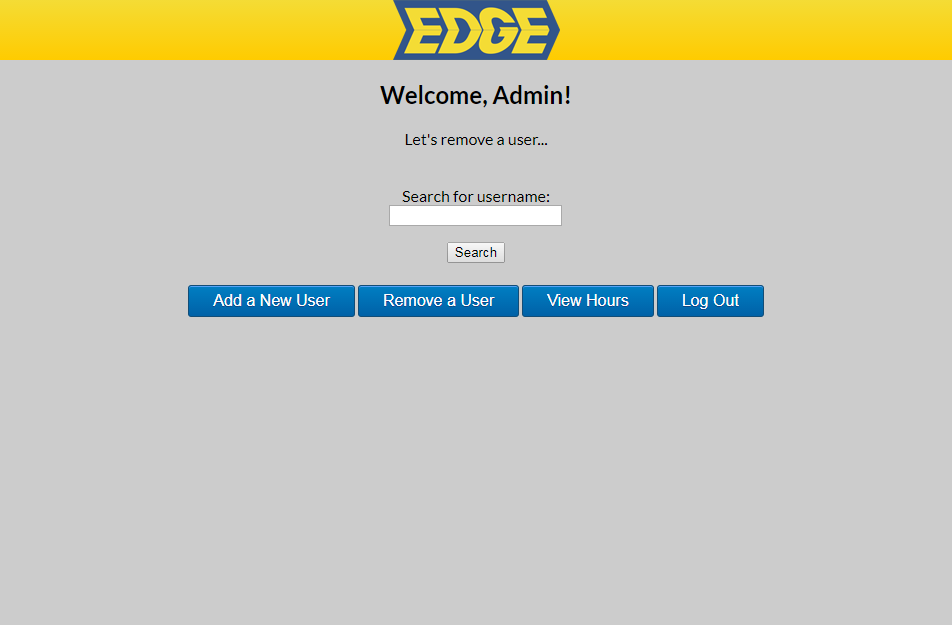 EDGE
Welcome, Admin!
Let's remove a user...
Search for username:
Search
Add a New User Remove a User View Hours Log Out